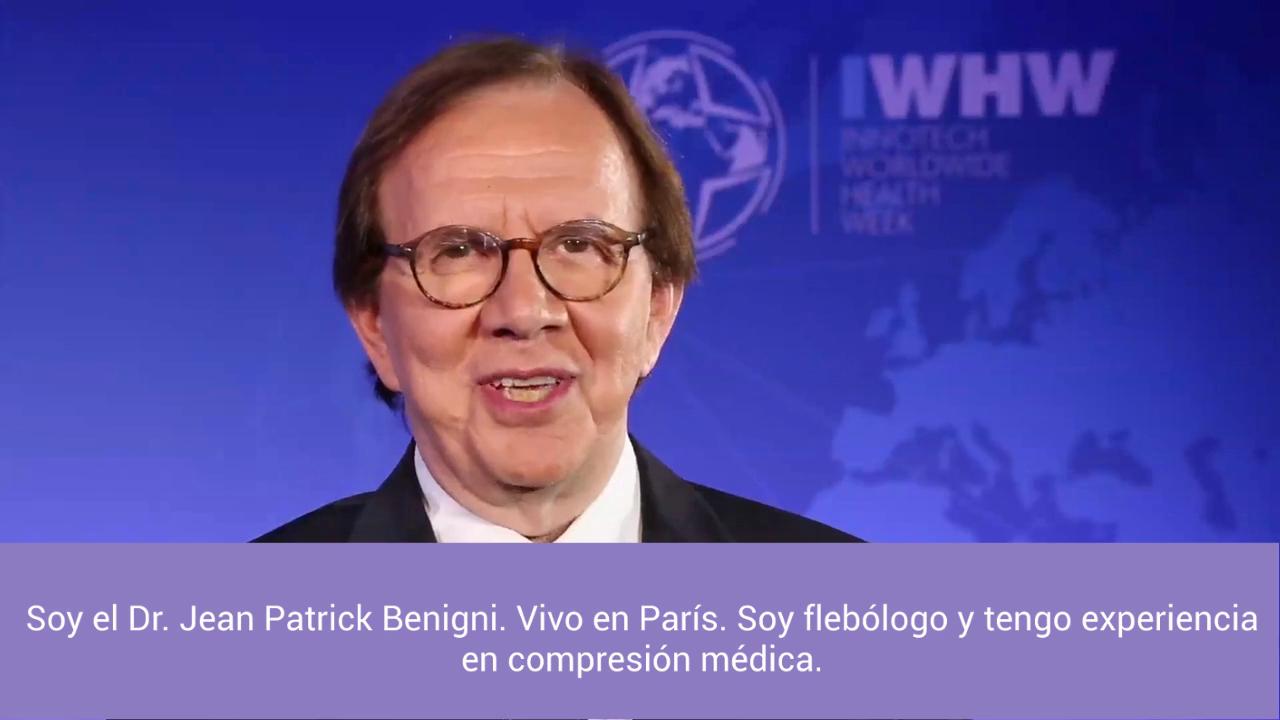 IWHW
INNOTECH
WORLDWIDE
HEALTH
WEEK
Soy el Dr. Jean Patrick Benigni. Vivo en París. Soy flebólogo y tengo experiencia
en compresión médica.